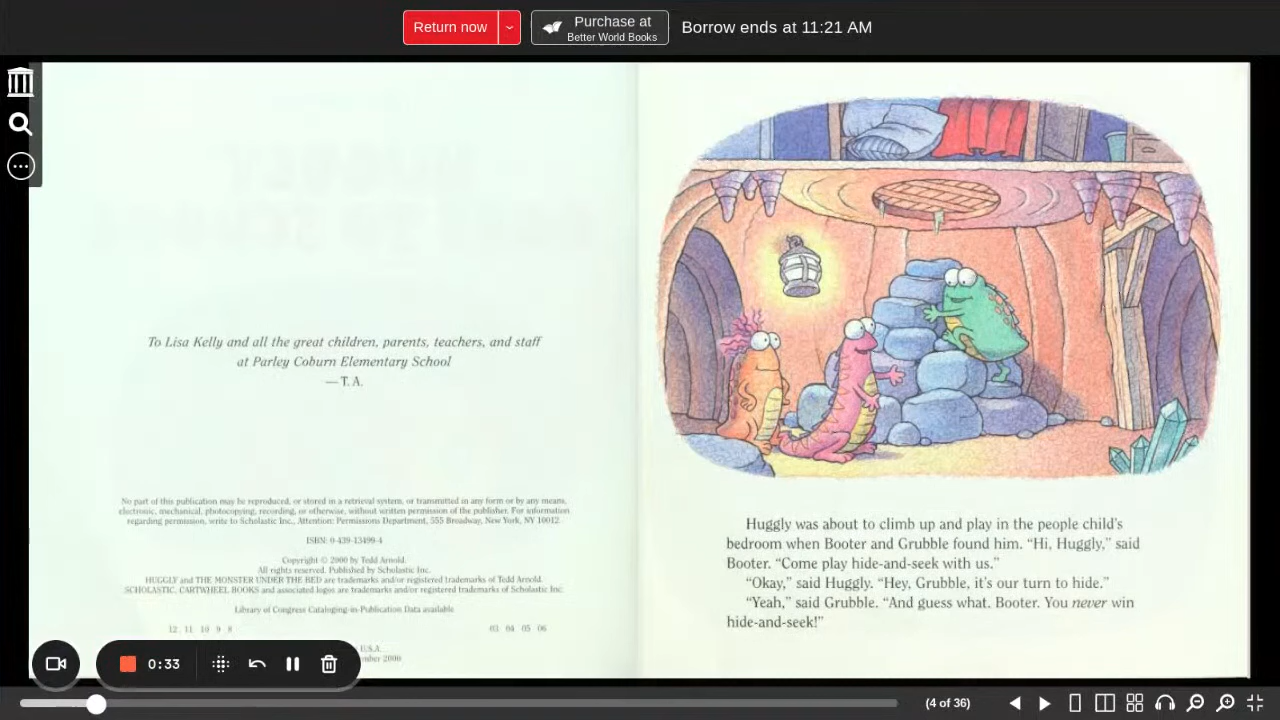 Return now
Purchase at
Better World Books
Borrow ends at 11:21 AM
To Lisa Kelly and all the great children, parents, teachers, and staff
at Parley Coburn Elementary School
— T. A.
No part of this publication may be reproduced, or stored in a retrieval system, or transmitted in any form or by any means,
electronic, mechanical, photocopying, recording, or otherwise, without written permission of the publisher. For information
regarding permission, write to Scholastic Inc., Attention: Permissions Department, 555 Broadway, New York, NY 10012.
ISBN: 0-439-13499-4
Copyright © 2000 by Tedd Arnold.
All rights reserved. Published by Scholastic Inc.
HUGGLY and THE MONSTER UNDER THE BED are trademarks and/or registered trademarks of Tedd Arnold.
SCHOLASTIC, CARTWHEEL BOOKS and associated logos are trademarks and/or registered trademarks of Scholastic Inc.
Library of Congress Cataloging-in-Publication Data available
12 11 10 9 8 03 04 05 06
U.S.A.
2000
Huggly was about to climb up and play in the people child's
bedroom when Booter and Grubble found him. “Hi, Huggly,” said
Booter. “Come play hide-and-seek with us.”
“Okay,” said Huggly. “Hey, Grubble, it's our turn to hide.”
“Yeah,” said Grubble. “And guess what, Booter. You never win
hide-and-seek!”
0:33
(4 of 36)